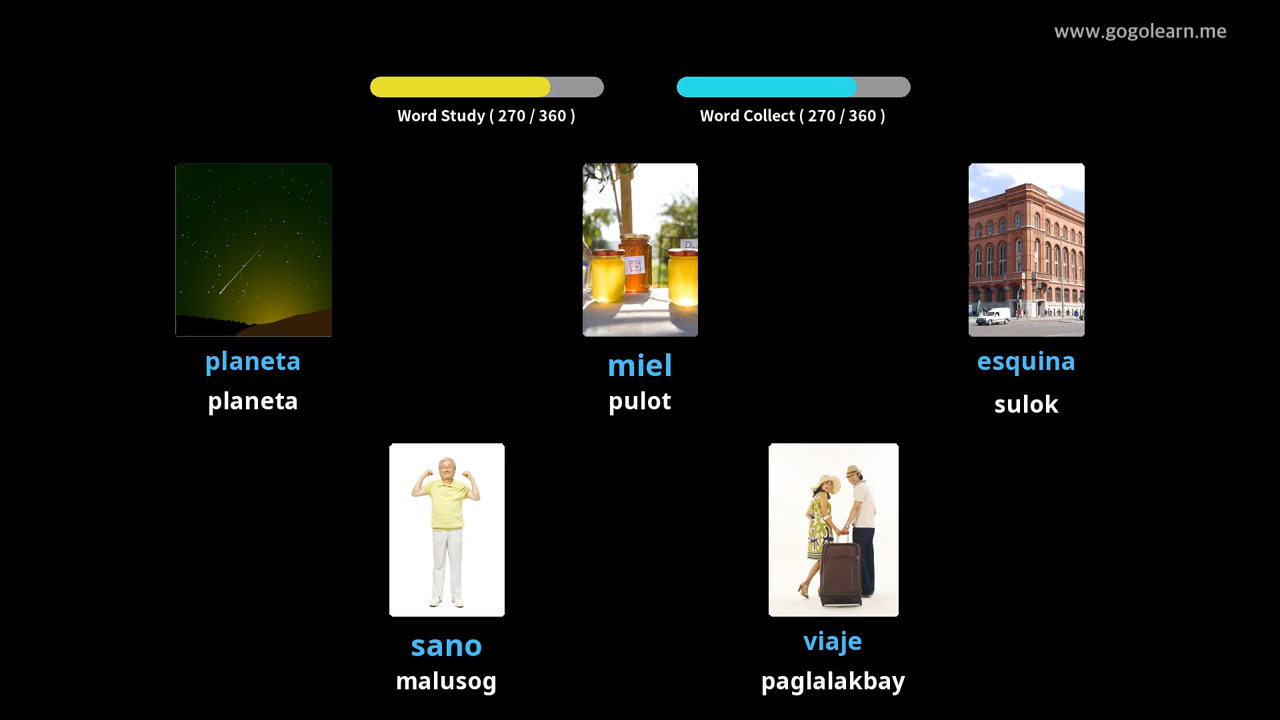 www.gogolearn.me
Word Study ( 270 / 360 )
Word Collect ( 270 / 360 )
planeta
planeta
miel
pulot
esquina
sulok
sano
malusog
viaje
paglalakbay